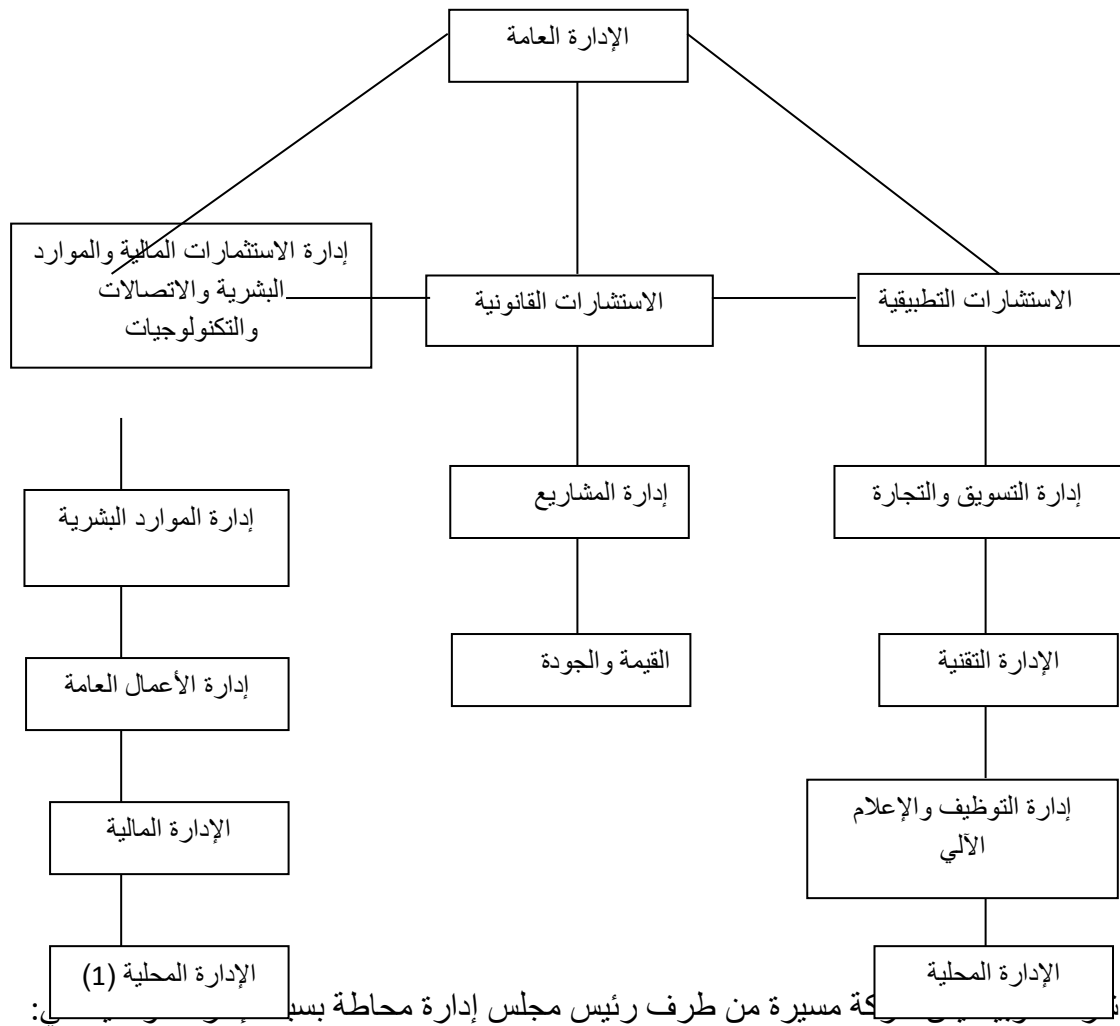 الإدارة العامة
الاستشارات التطبيقية
الاستشارات القانونية
إدارة الاستثمارات المالية والموارد
البشرية والاتصالات
والتكنولوجيات
إدارة التسويق والتجارة
إدارة المشاريع
إدارة الموارد البشرية
الإدارة التقنية
القيمة والجودة
إدارة الأعمال العامة
إدارة التوظيف والإعلام
الآلي
الإدارة المالية
الإدارة المحلية
الإدارة المحلية (1)
مسيرة من طرف رئيس مجلس إدارة محاطة